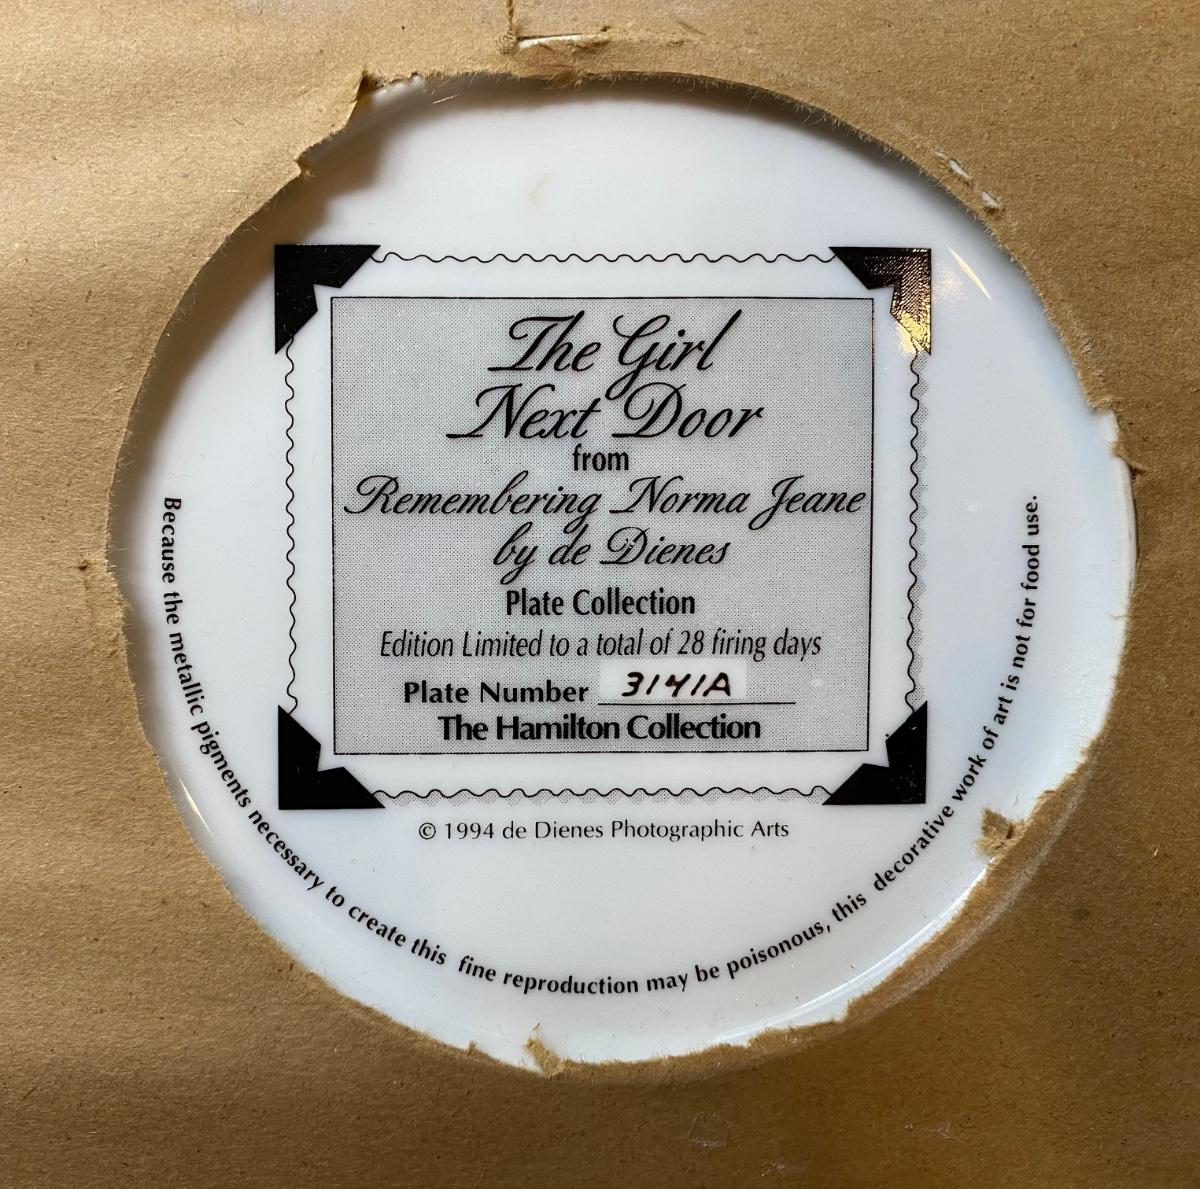 The Girl
Next Door
from
Remembering Norma Jeane
by de Dienes
Plate Collection
Edition Limited to a total of 28 firing days
Plate Number 3141A
The Hamilton Collection
© 1994 de Dienes Photographic Arts
Because the metallic pigments necessary to create this fine reproduction may be poisonous, this decorative work of art is not for food use.